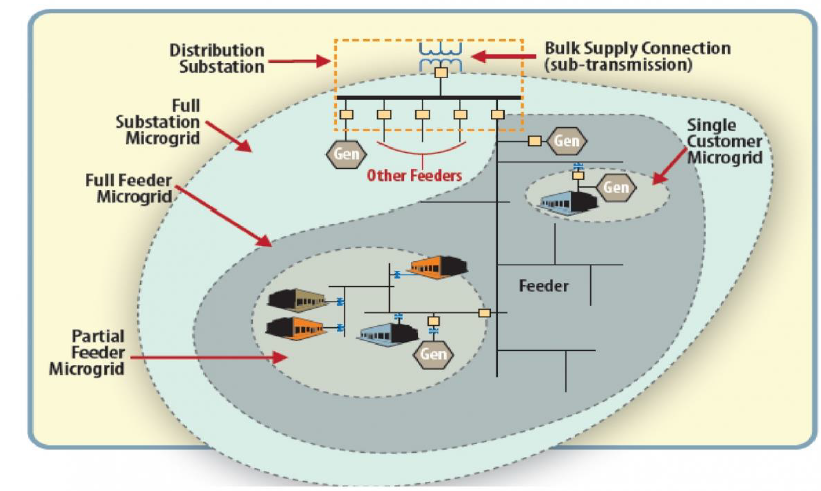 Distribution
Substation
Bulk Supply Connection
(sub-transmission)
Full
Substation
Microgrid
Single
Customer
Microgrid
Gen
Gen
Other Feeders
Full Feeder
Microgrid
Gen
Feeder
Partial
Feeder
Microgrid
Gen